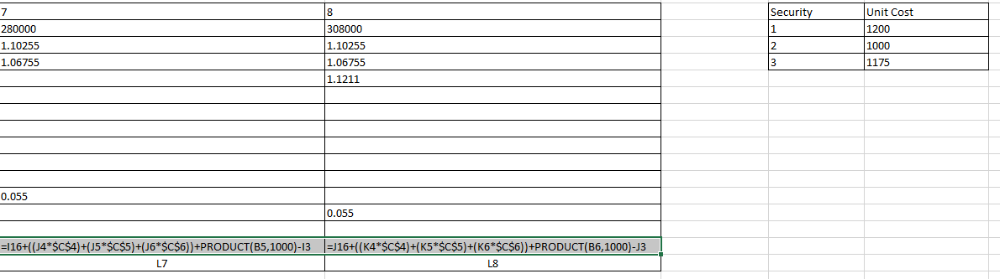 7 8 Security Unit Cost
280000 308000 1 1200
1.10255 1.10255 2 1000
1.06755 1.06755 3 1175
1.1211
0.055
0.055
=I16+((J4*$C$4)+(J5*$C$5)+(J6*$C$6))+PRODUCT(B5,1000)-I3 =J16+((K4*$C$4)+(K5*$C$5)+(K6*$C$6))+PRODUCT(B6,1000)-J3
L7 L8